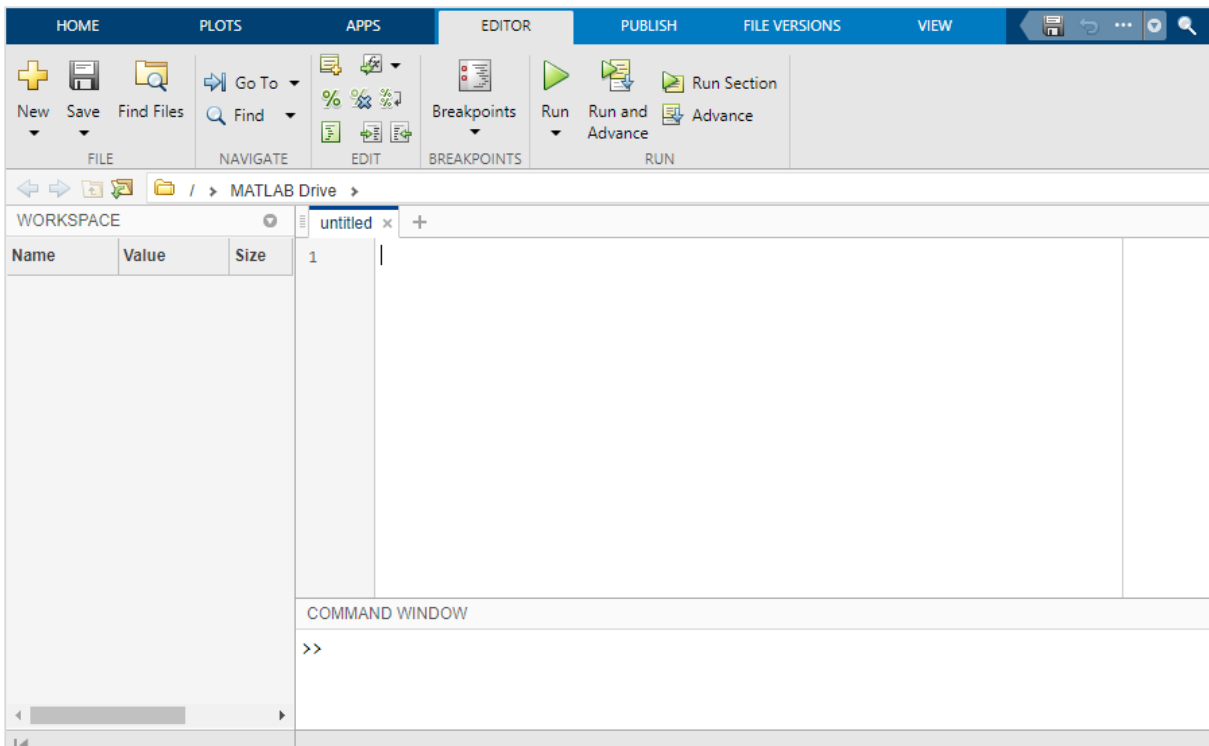 HOME PLOTS APPS EDITOR PUBLISH FILE VERSIONS VIEW
New Save Find Files
Go To
Find
Breakpoints
Run
Run and
Advance
Run Section
Advance
FILE NAVIGATE EDIT BREAKPOINTS RUN
/ > MATLAB Drive >
WORKSPACE
Name Value Size
untitled × +
1
COMMAND WINDOW
>>